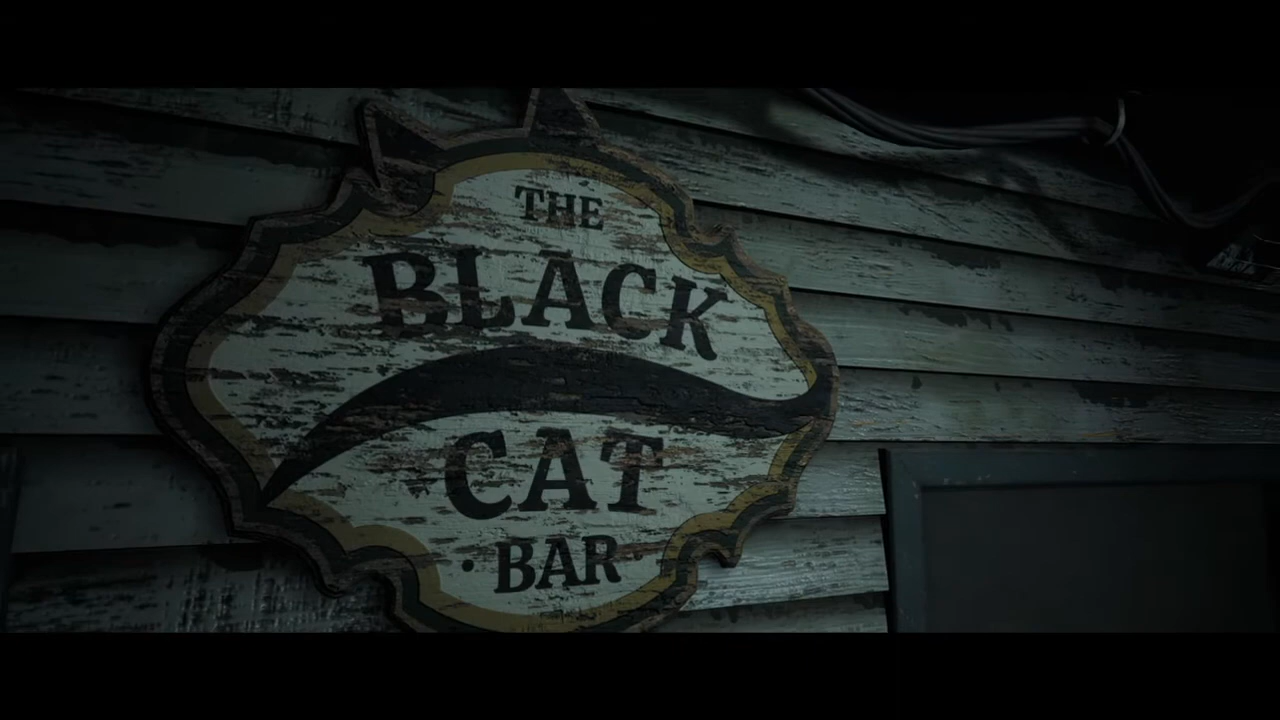 THE
BLACK
CAT
· BAR ·